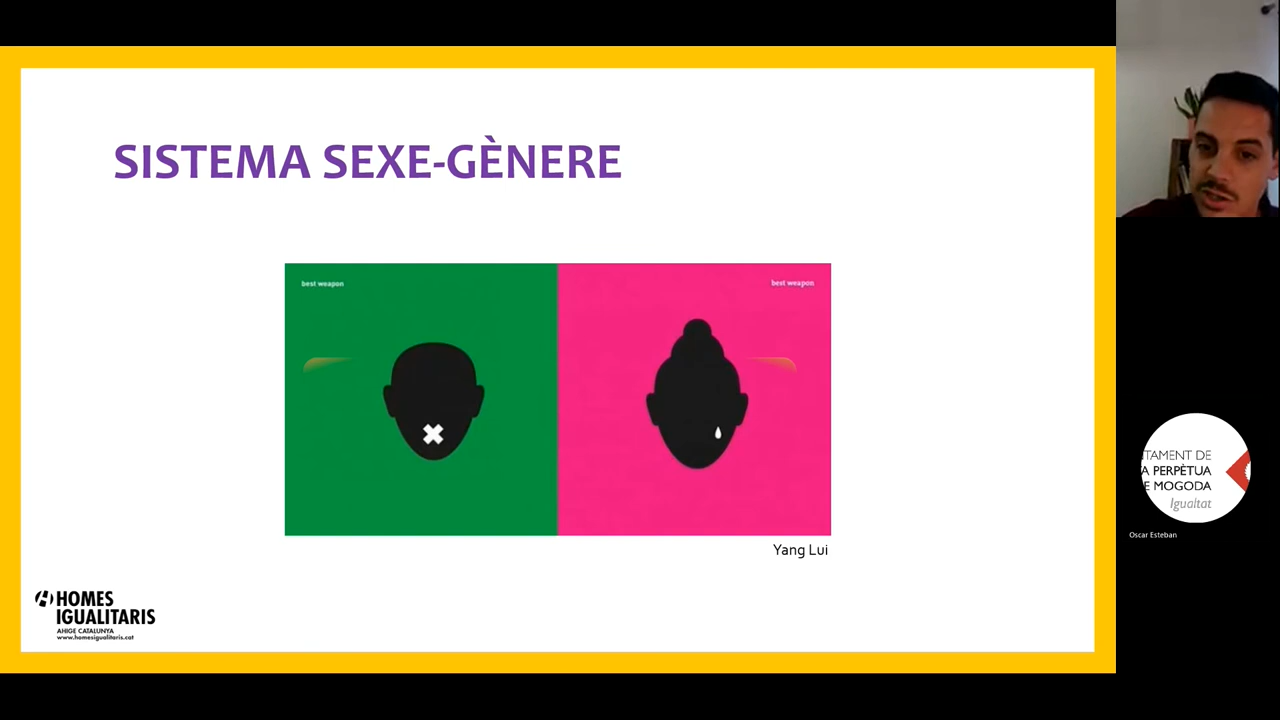 SISTEMA SEXE-GÈNERE
best weapon
best weapon
Yang Lui
HOMES
IGUALITARIS
AHIGE CATALUNYA
www.homesigualitaris.cat
TAMENT DE
A PERPÈTUA
E MOGODA
Igualtat
Oscar Esteban